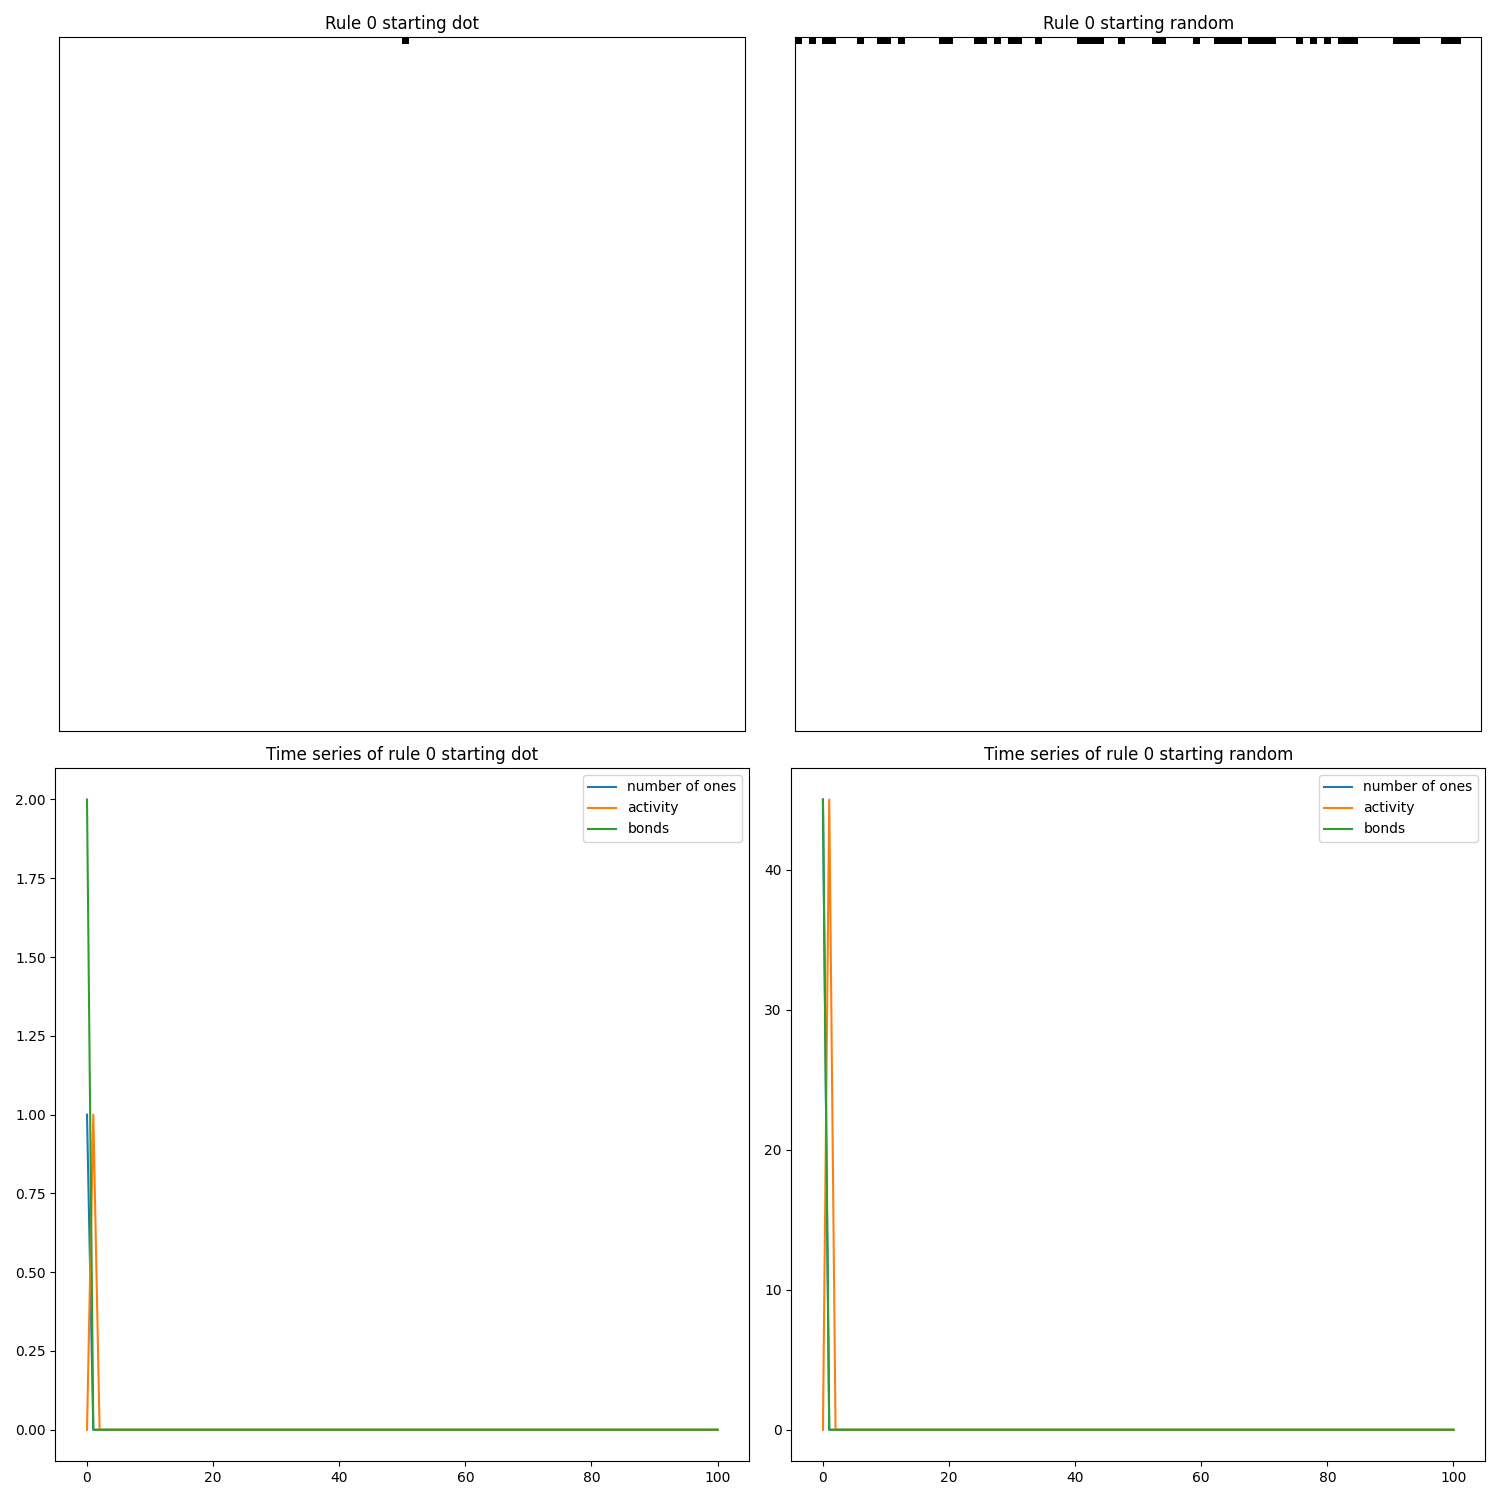 Rule 0 starting dot
Rule 0 starting random
Time series of rule 0 starting dot
2.00
1.75
1.50
1.25
1.00
0.75
0.50
0.25
0.00
0 20 40 60 80 100
number of ones
activity
bonds
Time series of rule 0 starting random
40
30
20
10
0
0 20 40 60 80 100
number of ones
activity
bonds